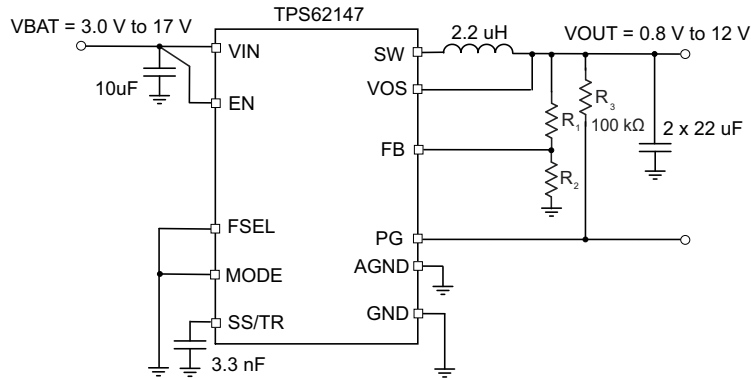 TPS62147
VBAT = 3.0 V to 17 V
VIN
SW
2.2 uH
VOUT = 0.8 V to 12 V
10uF
VOS
EN
R3
R1
100 kΩ
2 x 22 uF
FB
R2
FSEL
PG
MODE
AGND
SS/TR
GND
3.3 nF